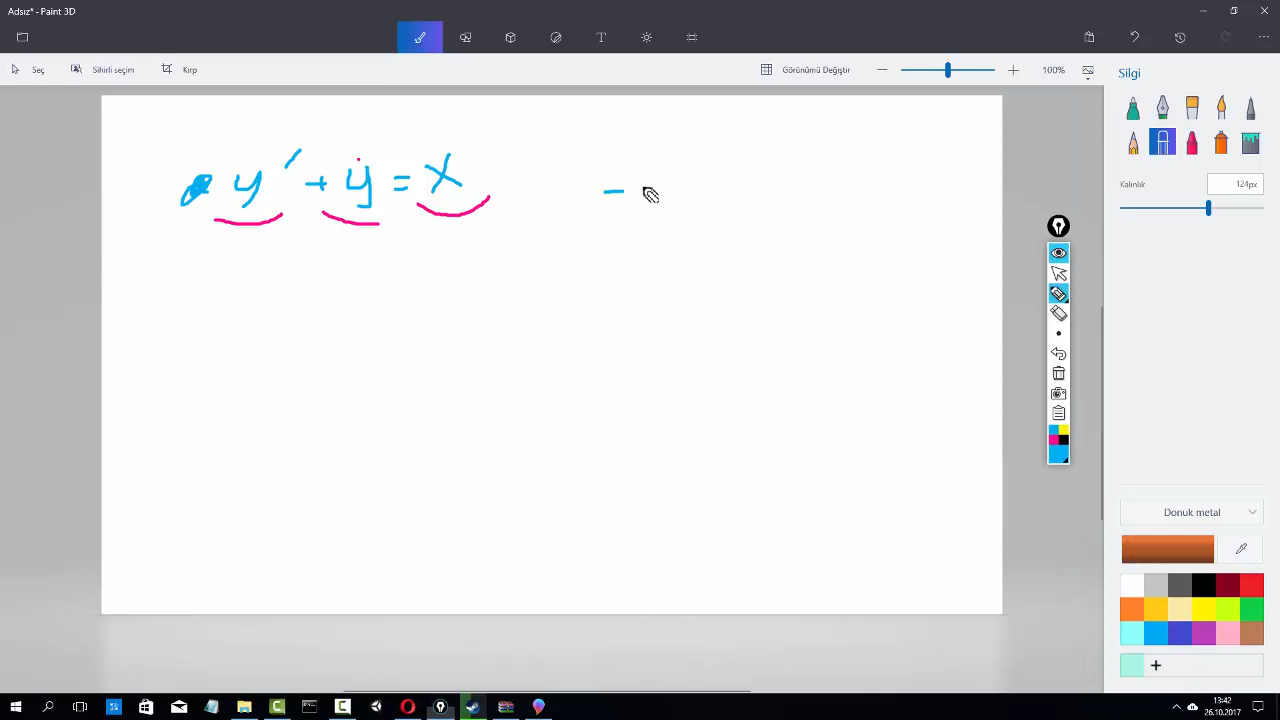 Adsız* - Paint 3D
Seç
Sihirli seçim
Kırp
Görünümü Değiştir
100%
Silgi
y' + y = x
-
Kalınlık
124px
Donuk metal
13:42
26.10.2017